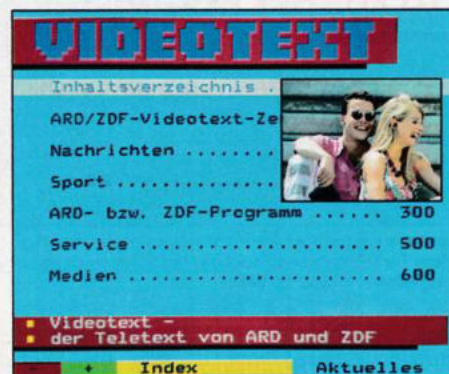 VIDEOTEXT
Inhaltsverzeichnis .
ARD/ZDF-Videotext-Ze
Nachrichten .......
Sport .............
ARD- bzw. ZDF-Programm ...... 300
Service ..................... 500
Medien ...................... 600
Videotext –
der Teletext von ARD und ZDF
- + Index Aktuelles